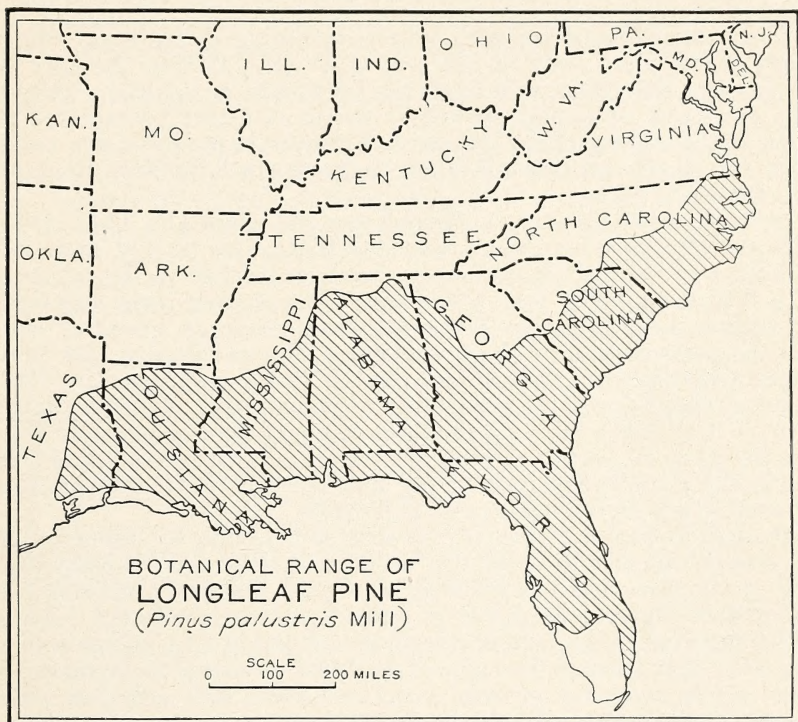 OHIO
PA.
N.J.
ILL.
IND.
MD.
DEL.
W. VA.
KAN.
MO.
VIRGINIA
KENTUCKY
NORTH CAROLINA
TENNESSEE
OKLA.
ARK.
SOUTH
CAROLINA
MISSISSIPPI
ALABAMA
GEORGIA
TEXAS
LOUISIANA
FLORIDA
BOTANICAL RANGE OF
LONGLEAF PINE
(Pinus palustris Mill)
SCALE
0 100 200 MILES